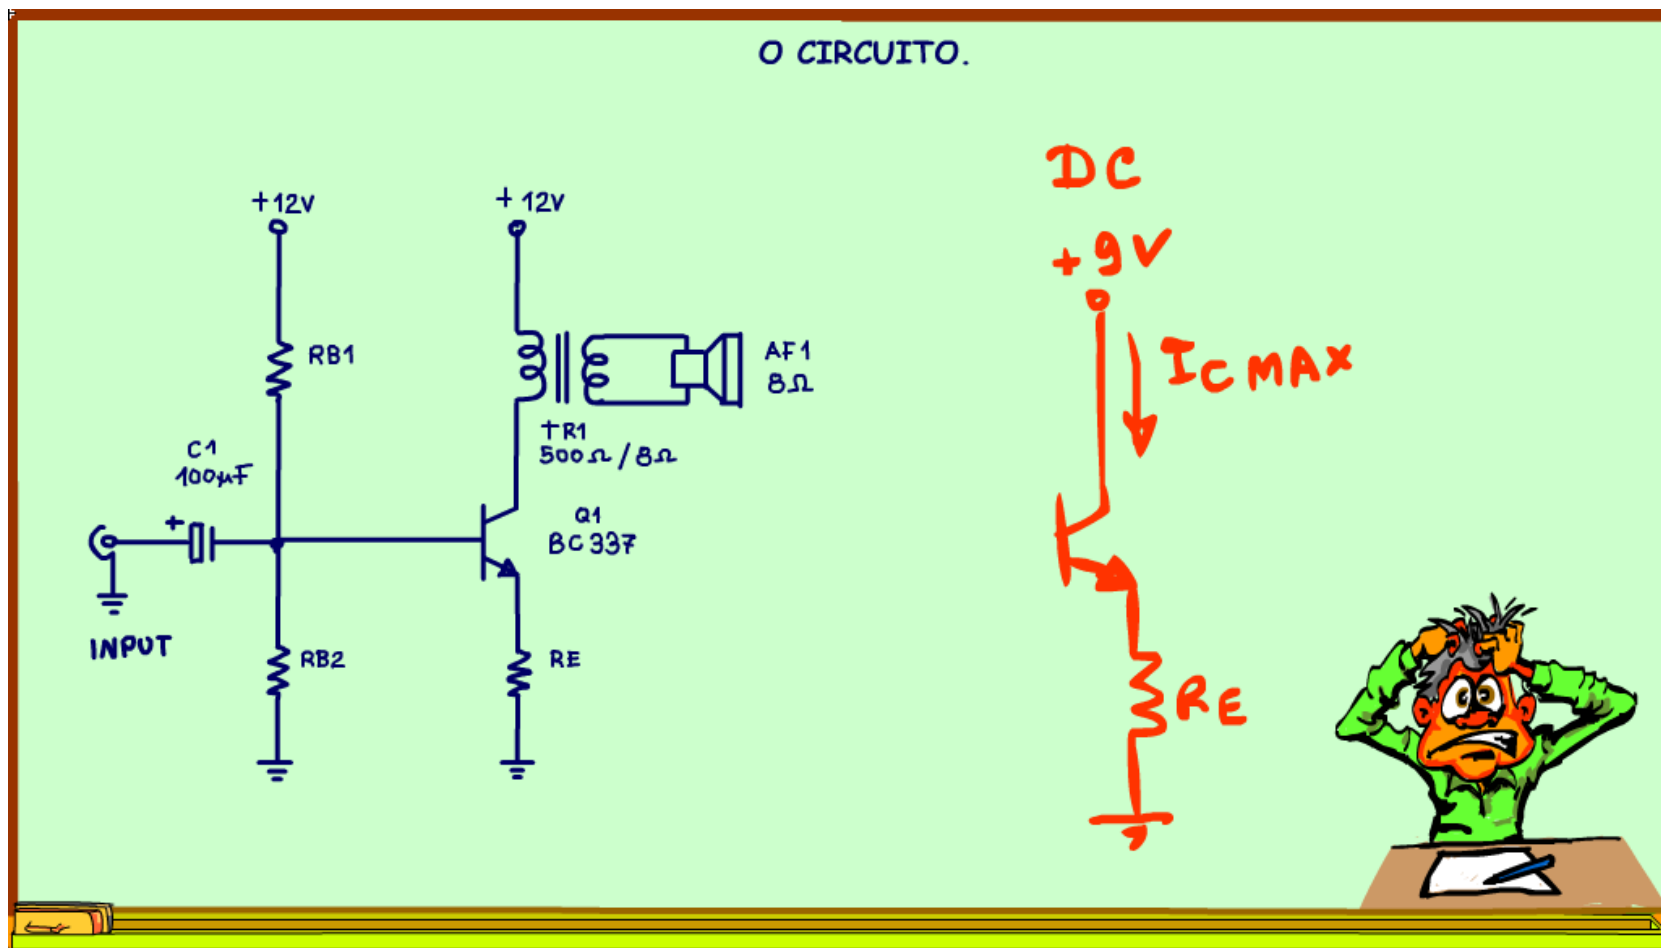 O CIRCUITO.
+12V
+12V
RB1
AF1
8Ω
TR1
500Ω/8Ω
C1
100µF
Q1
BC337
INPUT
RB2
RE
DC
+9V
IC MAX
RE